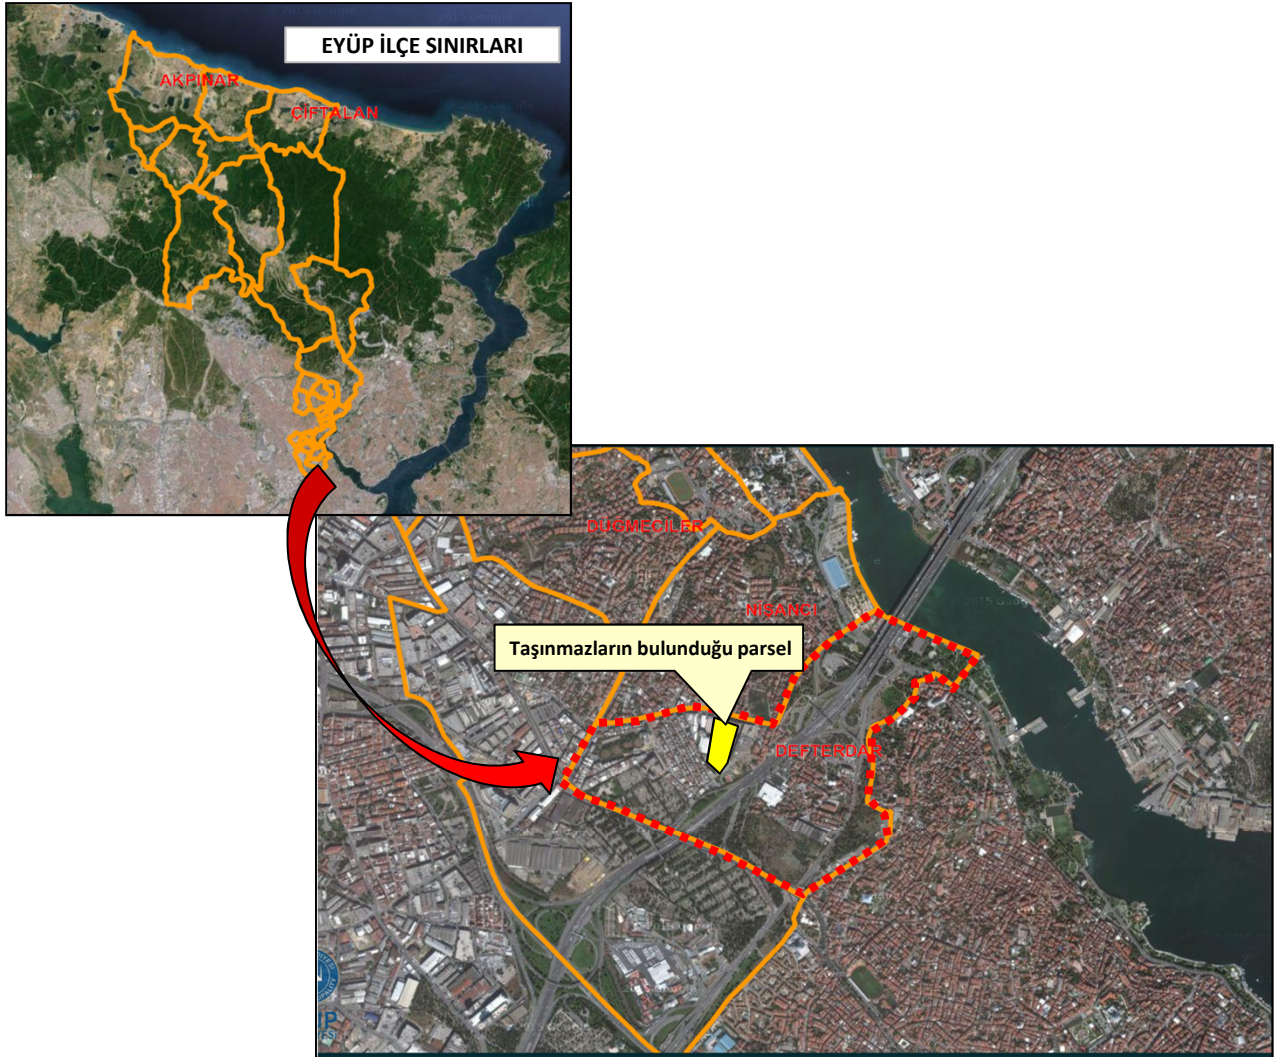 EYÜP İLÇE SINIRLARI
AKPINAR
ÇİFTALAN
DÜĞMECİLER
NİŞANCI
Taşınmazların bulunduğu parsel
DEFTERDAR